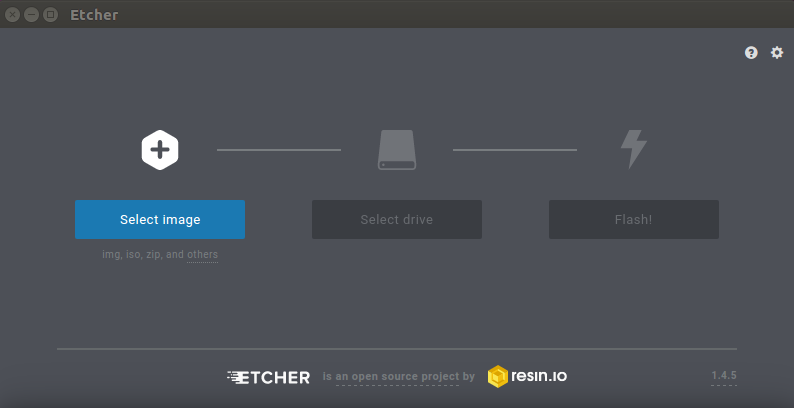 Etcher
Select image
Select drive
Flash!
img, iso, zip, and others
ETCHER is an open source project by resin.io
1.4.5